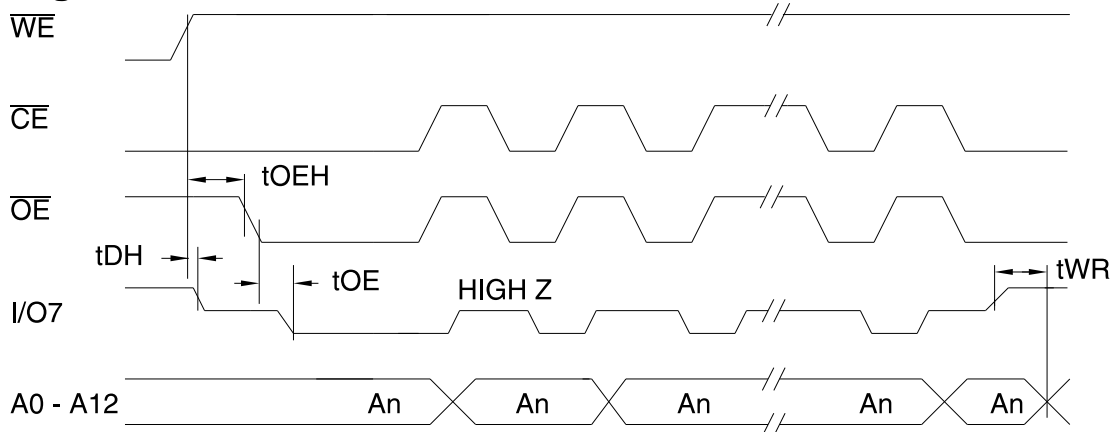 WE
CE
tOEH
OE
tDH
tOE
tWR
HIGH Z
I/O7
A0 - A12 An An An An An